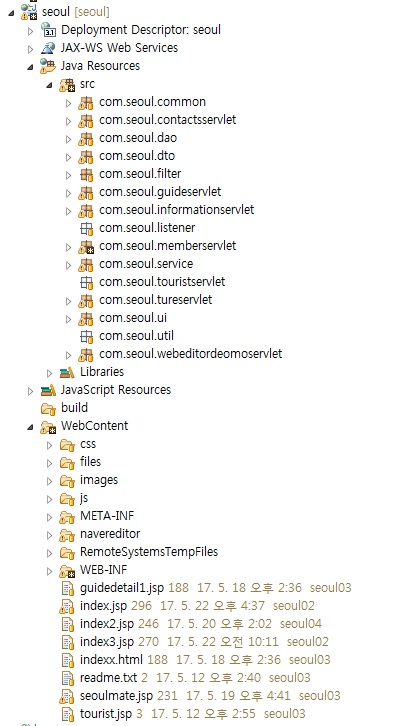 seoul [seoul]
Deployment Descriptor: seoul
JAX-WS Web Services
Java Resources
src
com.seoul.common
com.seoul.contactsservlet
com.seoul.dao
com.seoul.dto
com.seoul.filter
com.seoul.guideservlet
com.seoul.informationservlet
com.seoul.listener
com.seoul.memberservlet
com.seoul.service
com.seoul.touristservlet
com.seoul.tureservlet
com.seoul.ui
com.seoul.util
com.seoul.webeditordeomoservlet
Libraries
JavaScript Resources
build
WebContent
css
files
images
js
META-INF
navereditor
RemoteSystemsTempFiles
WEB-INF
guidedetail1.jsp 188 17. 5. 18 오후 2:36 seoul03
index.jsp 296 17. 5. 22 오후 4:37 seoul02
index2.jsp 246 17. 5. 20 오후 2:02 seoul04
index3.jsp 270 17. 5. 22 오전 10:11 seoul02
indexx.html 188 17. 5. 18 오후 2:36 seoul03
readme.txt 2 17. 5. 12 오후 2:40 seoul03
seoulmate.jsp 231 17. 5. 19 오후 4:41 seoul03
tourist.jsp 3 17. 5. 12 오후 2:55 seoul03